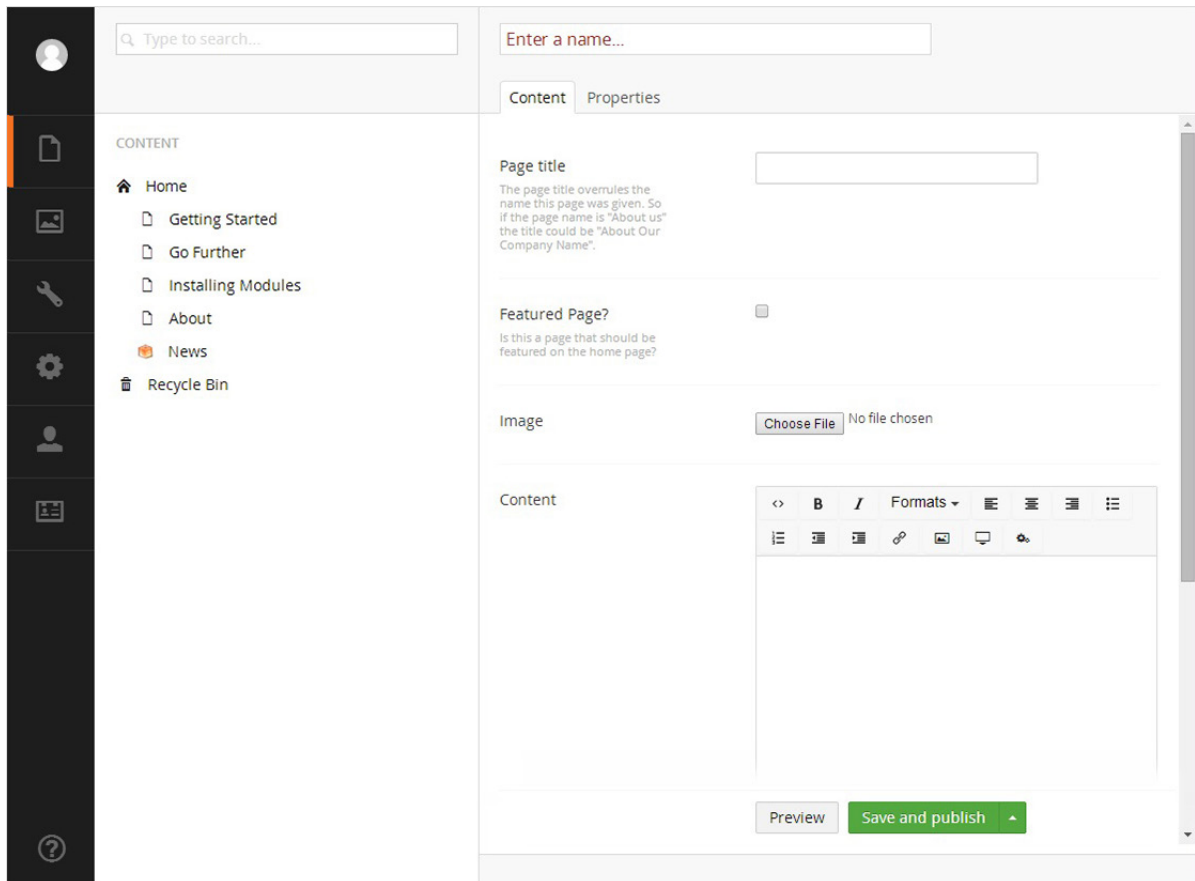 Type to search...
Enter a name...
Content
Properties
CONTENT
Home
Getting Started
Go Further
Installing Modules
About
News
Recycle Bin
Page title
The page title overrules the
name this page was given. So
if the page name is "About us"
the title could be "About Our
Company Name".
Featured Page?
Is this a page that should be
featured on the home page?
Image
Choose File No file chosen
Content
B I Formats
Preview
Save and publish